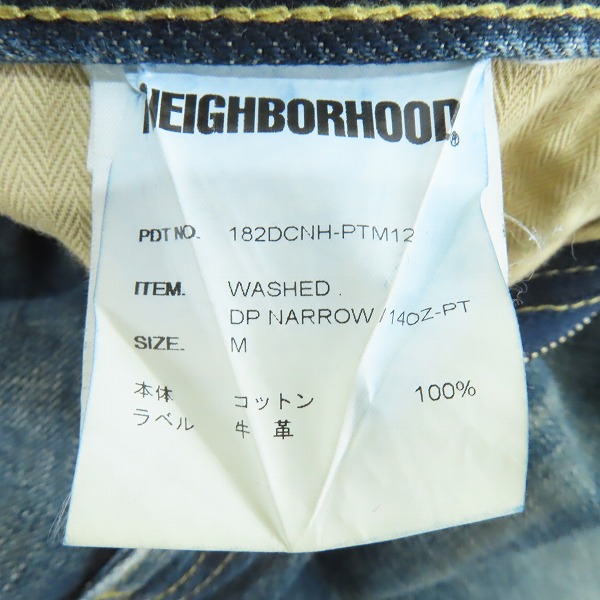 NEIGHBORHOOD®
PDT NO. 182DCNH-PTM12
ITEM. WASHED .
DP NARROW /14OZ-PT
SIZE. M
本体 コットン 100%
ラベル 牛 革